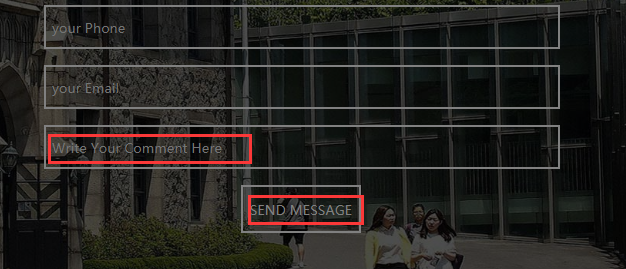 your Phone
your Email
Write Your Comment Here
SEND MESSAGE